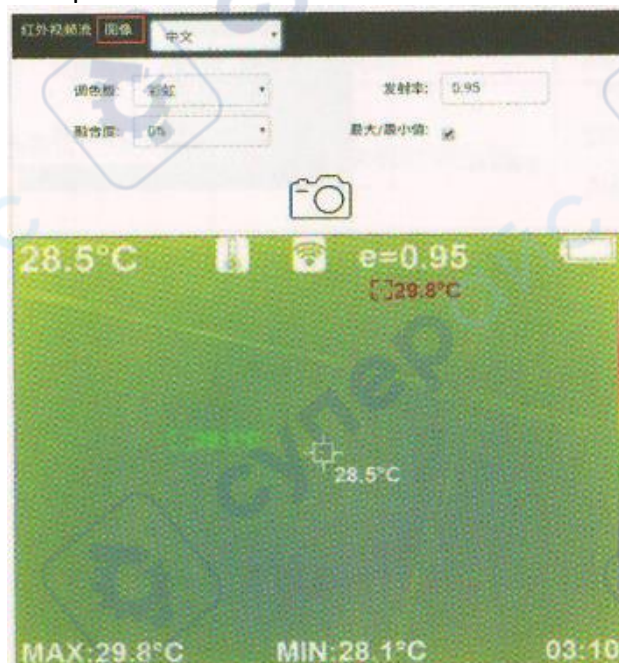 红外视频流 图像 中文
调色板: 彩虹 发射率: 0.95
融合度: 0% 最大/最小值:
28.5°C e=0.95
29.8°C
28.5°C
MAX:29.8°C MIN:28.1°C 03:10
супер